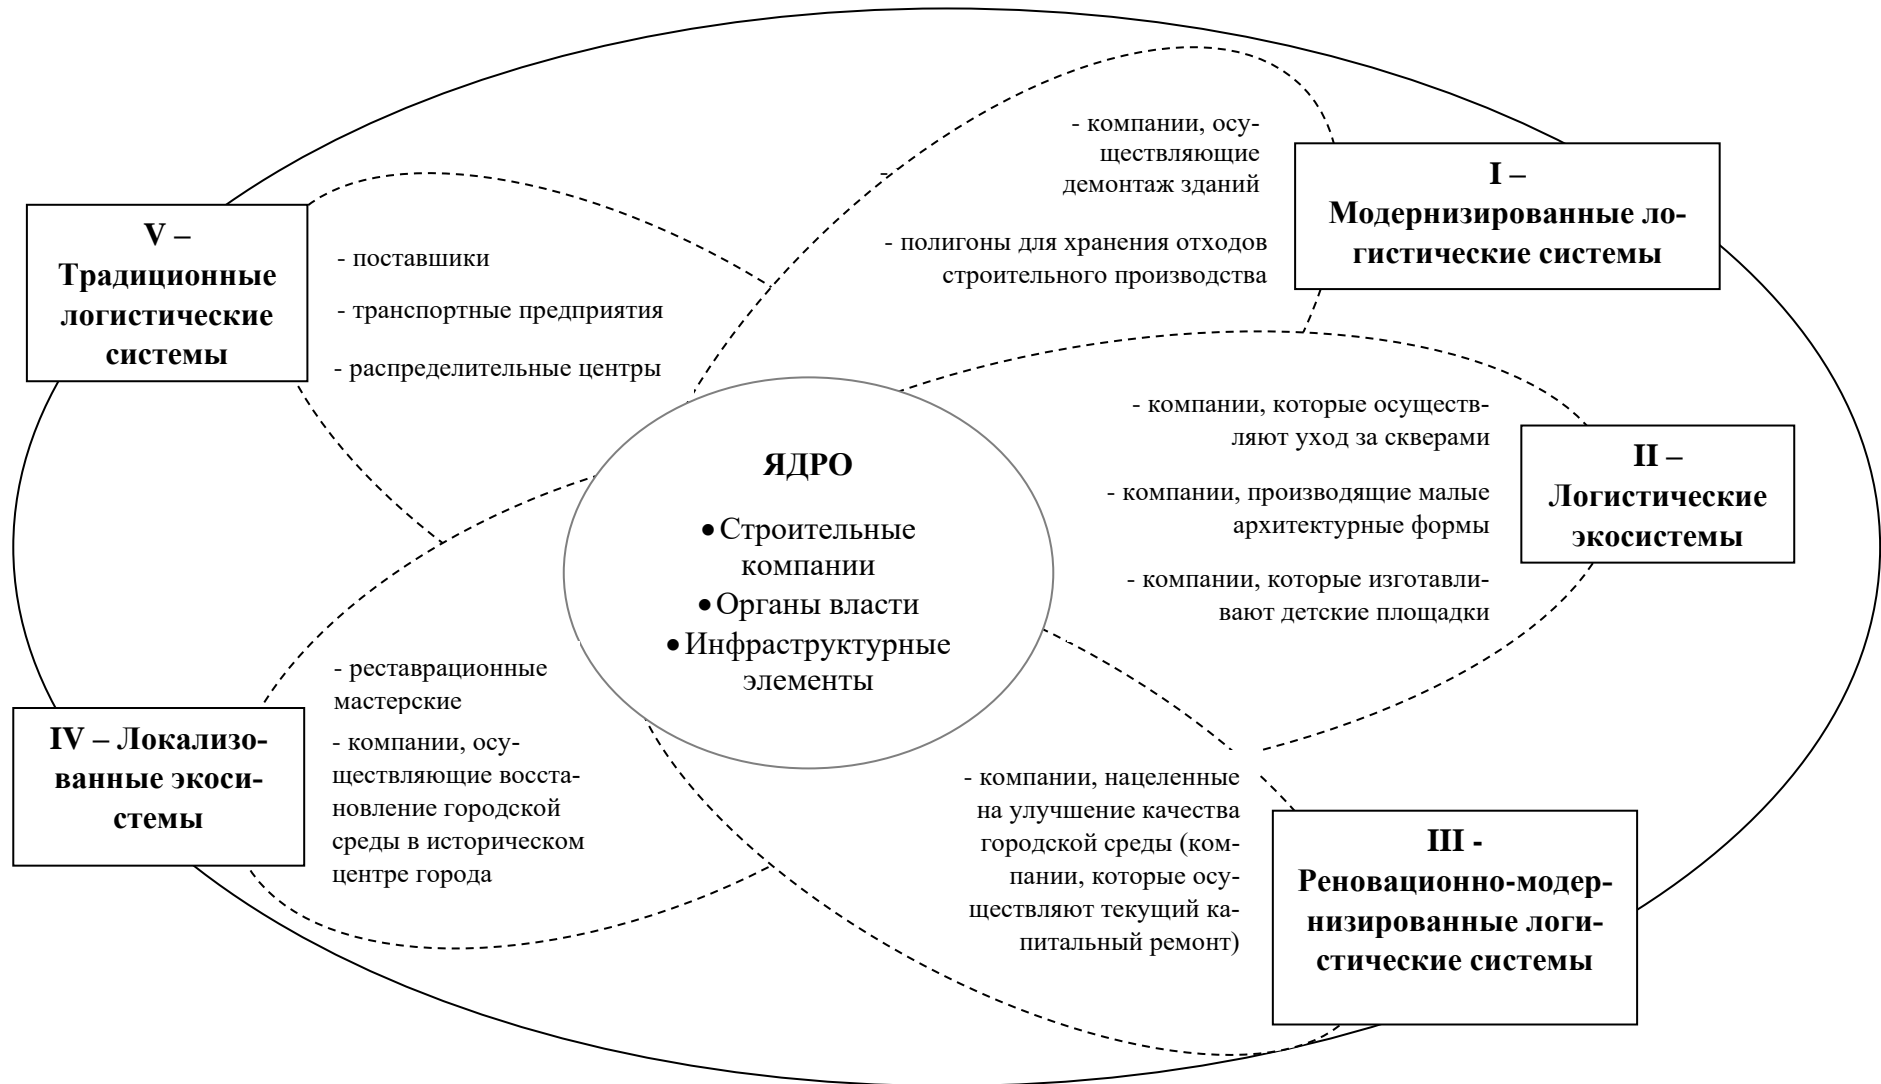 - компании, осу-
ществляющие
-
демонтаж зданий
- полигоны для хранения отходов
строительного производства
I –
Модернизированные ло-
гистические системы
V –
Традиционные
логистические
системы
- поставшики
- транспортные предприятия
- распределительные центры
ЯДРО
• Строительные
компании
• Органы власти
• Инфраструктурные
элементы
- компании, которые осуществ-
ляют уход за скверами
- компании, производящие малые
архитектурные формы
- компании, которые изготавли-
вают детские площадки
II –
Логистические
экосистемы
IV – Локализо-
ванные экоси-
стемы
- реставрационные
мастерские
- компании, осу-
ществляющие восста-
новление городской
среды в историческом
центре города
- компании, нацеленные
на улучшение качества
городской среды (ком-
пании, которые осу-
ществляют текущий ка-
питальный ремонт)
III -
Реновационно-модер-
низированные логи-
стические системы